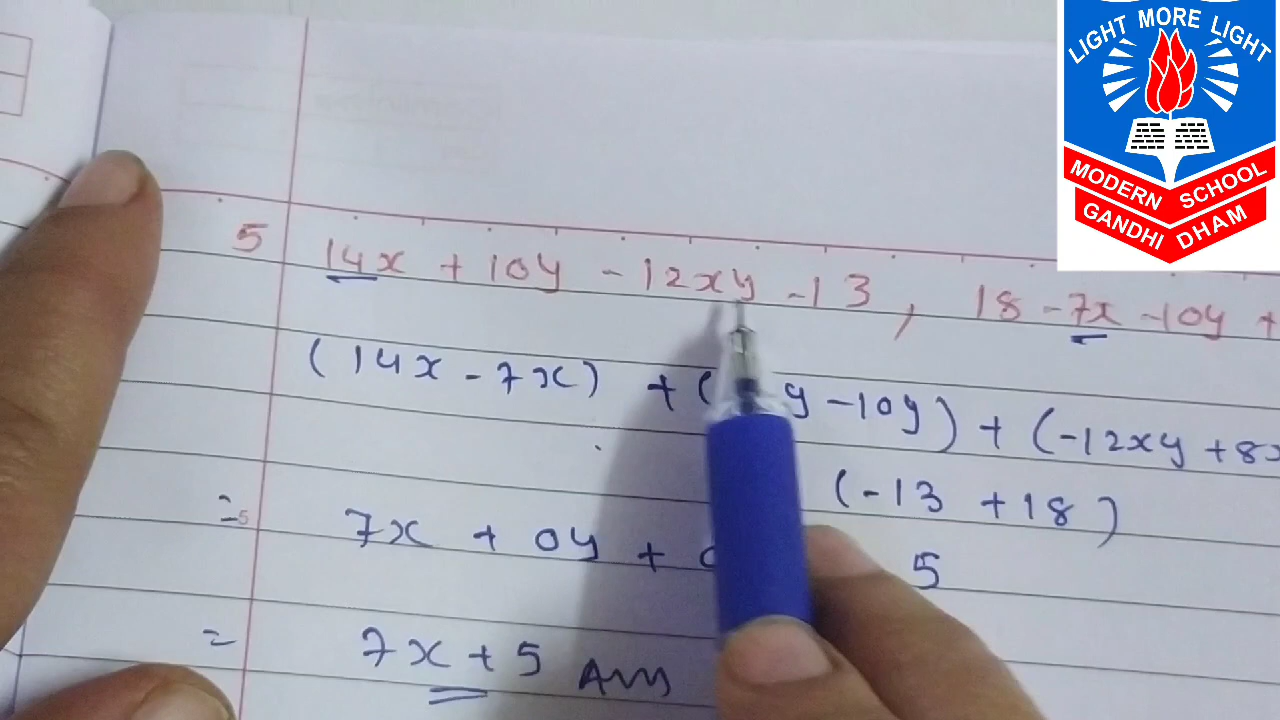 LIGHT MORE LIGHT
MODERN SCHOOL
GANDHI DHAM
5 14x + 10y - 12xy - 13 , 18 - 7x - 10y +
(14x - 7x) + ( y - 10y) + (-12xy + 8x
(-13 + 18)
= 7x + 0y + 5
= 7x + 5 Ans